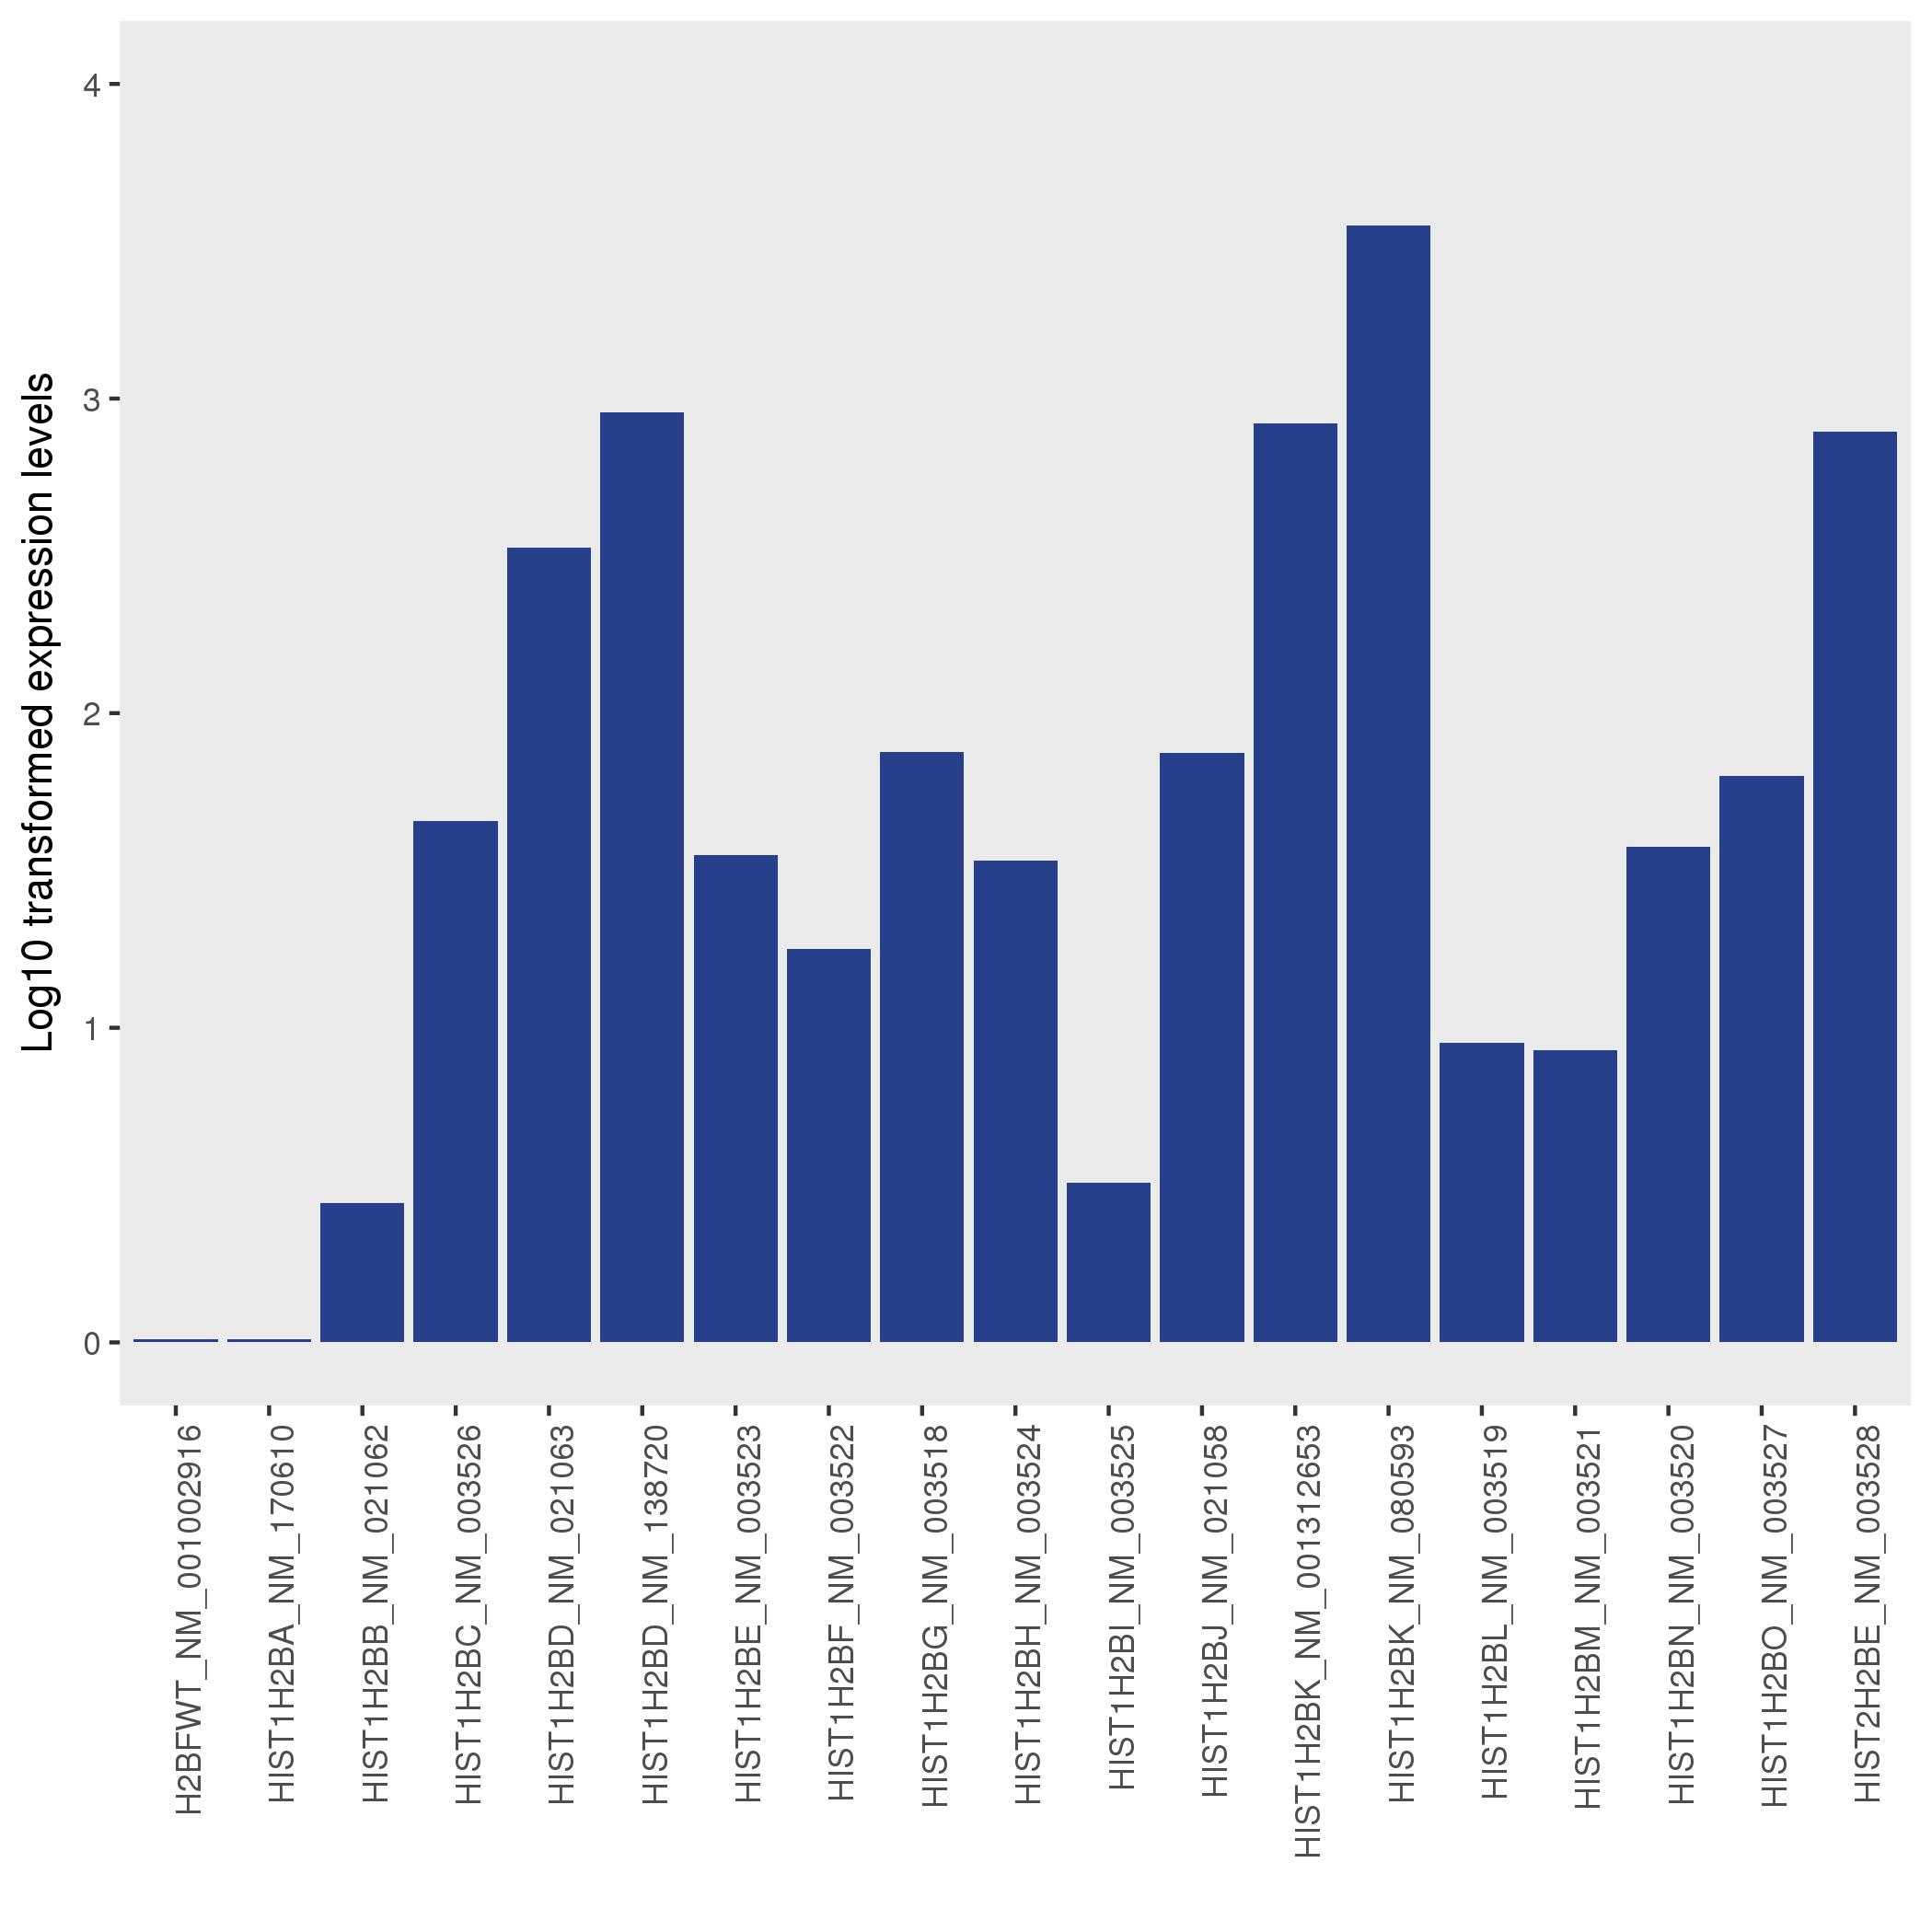 Log10 transformed expression levels
4
3
2
1
0
H2BFWT_NM_001002916
HIST1H2BA_NM_170610
HIST1H2BB_NM_021062
HIST1H2BC_NM_003526
HIST1H2BD_NM_021063
HIST1H2BD_NM_138720
HIST1H2BE_NM_003523
HIST1H2BF_NM_003522
HIST1H2BG_NM_003518
HIST1H2BH_NM_003524
HIST1H2BI_NM_003525
HIST1H2BJ_NM_021058
HIST1H2BK_NM_001312653
HIST1H2BK_NM_080593
HIST1H2BL_NM_003519
HIST1H2BM_NM_003521
HIST1H2BN_NM_003520
HIST1H2BO_NM_003527
HIST2H2BE_NM_003528